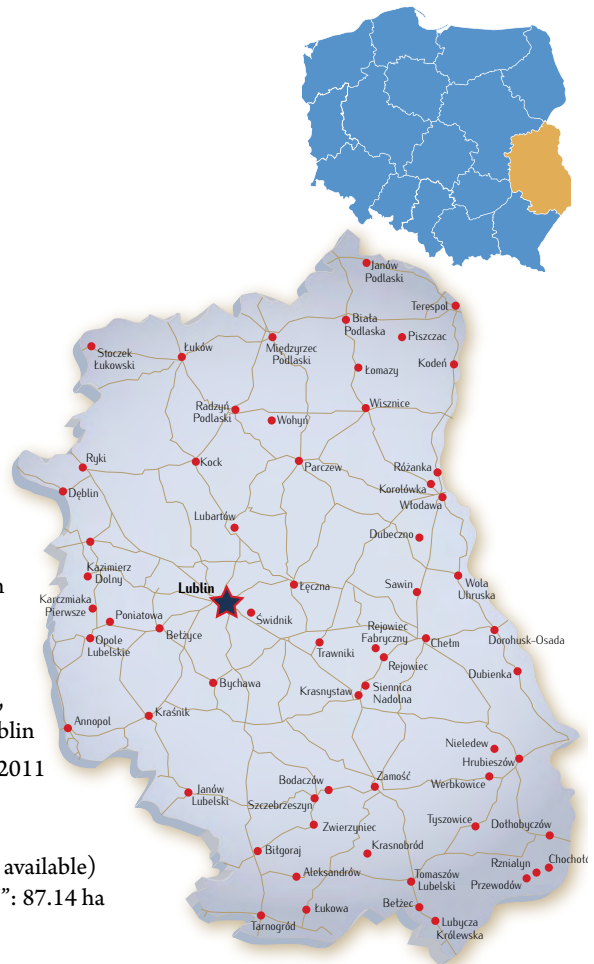 Janów
Podlaski
Terespol
Biała
Podlaska
Piszczac
Stoczek
Łukowski
Łuków
Międzyrzec
Podlaski
Łomazy
Kodeń
Radzyń
Podlaski
Wohyń
Wisznice
Ryki
Kock
Parczew
Różanka
Korolówka
Włodawa
Dęblin
Lubartów
Dubeczno
Kazimierz
Dolny
Lublin
Łęczna
Sawin
Wola
Uhruska
Karczmiaka
Pierwsze
Poniatowa
Świdnik
Rejowiec
Fabryczny
Opole
Lubelskie
Bełżyce
Trawniki
Chełm
Dorohusk-Osada
Rejowiec
Bychawa
Krasnystaw
Siennica
Nadolna
Dubienka
Annopol
Kraśnik
Nieledew
Hrubieszów
Janów
Lubelski
Bodaczów
Zamość
Werbkowice
Szczebrzeszyn
Zwierzyniec
Tyszowice
Dothobyczów
Biłgoraj
Krasnobród
Aleksandrów
Tomaszów
Lubelski
Rznialyn
Chochoło
Przewodów
Łukowa
Bełżec
Tarnogród
Lubycza
Królewska
n
,
blin
2011
available)
”: 87.14 ha